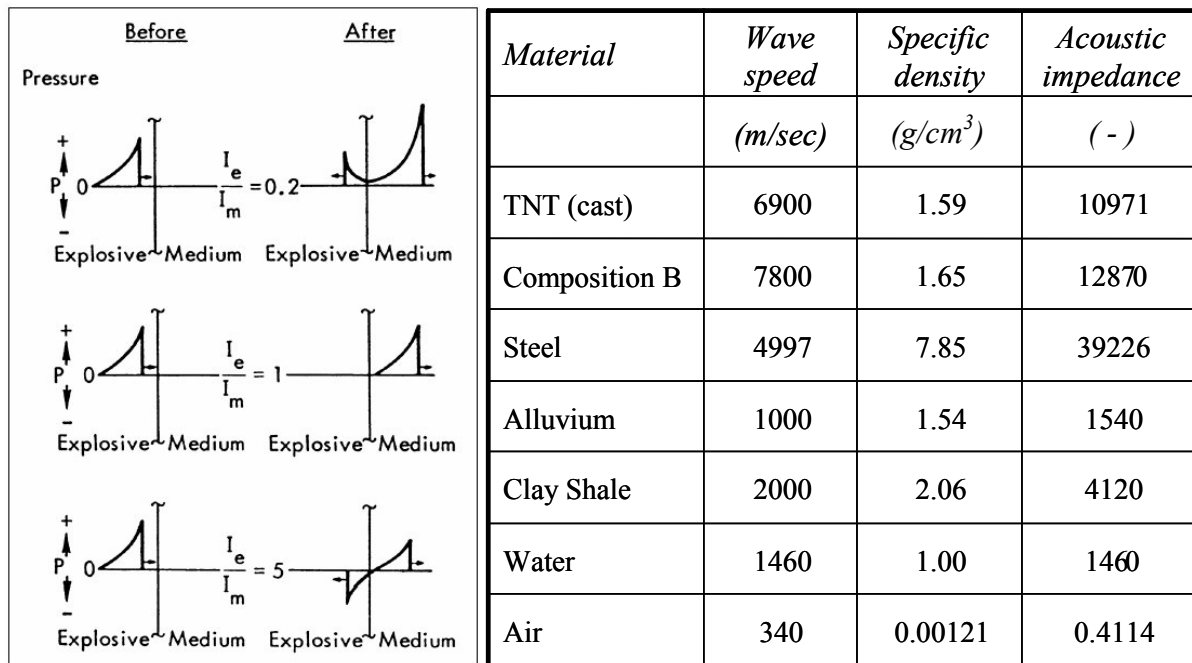 Before After
Pressure
+
P 0
-
I_e
I_m = 0.2
Explosive Medium Explosive Medium
+
P 0
-
I_e
I_m = 1
Explosive Medium Explosive Medium
+
P 0
-
I_e
I_m = 5
Explosive Medium Explosive Medium
Material Wave speed Specific density Acoustic impedance
(m/sec) (g/cm³) ( - )
TNT (cast) 6900 1.59 10971
Composition B 7800 1.65 12870
Steel 4997 7.85 39226
Alluvium 1000 1.54 1540
Clay Shale 2000 2.06 4120
Water 1460 1.00 1460
Air 340 0.00121 0.4114